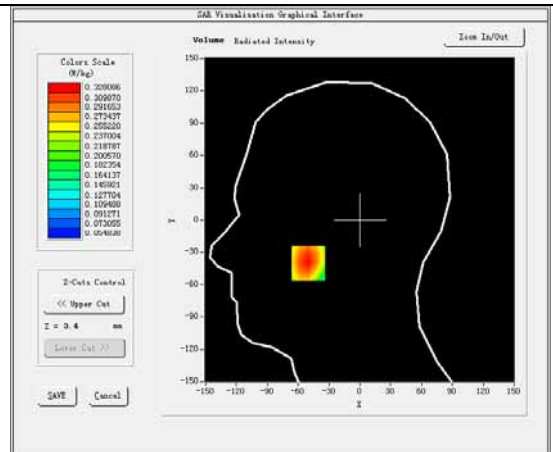 SAR Visualisation Graphical Interface
Volume Radiated Intensity
Zoom In/Out
Colors Scale
(W/kg)
0.328086
0.309870
0.291653
0.273437
0.255220
0.237004
0.218787
0.200570
0.182354
0.164137
0.145921
0.127704
0.109488
0.091271
0.073055
0.054838
Z-Cuts Control
<< Upper Cut
Z = 3.4 mm
Lower Cut >>
SAVE Cancel
150
120
90
60
30
0
-30
-60
-90
-120
-150
Y
-150 -120 -90 -60 -30 0 30 60 90 120 150
X